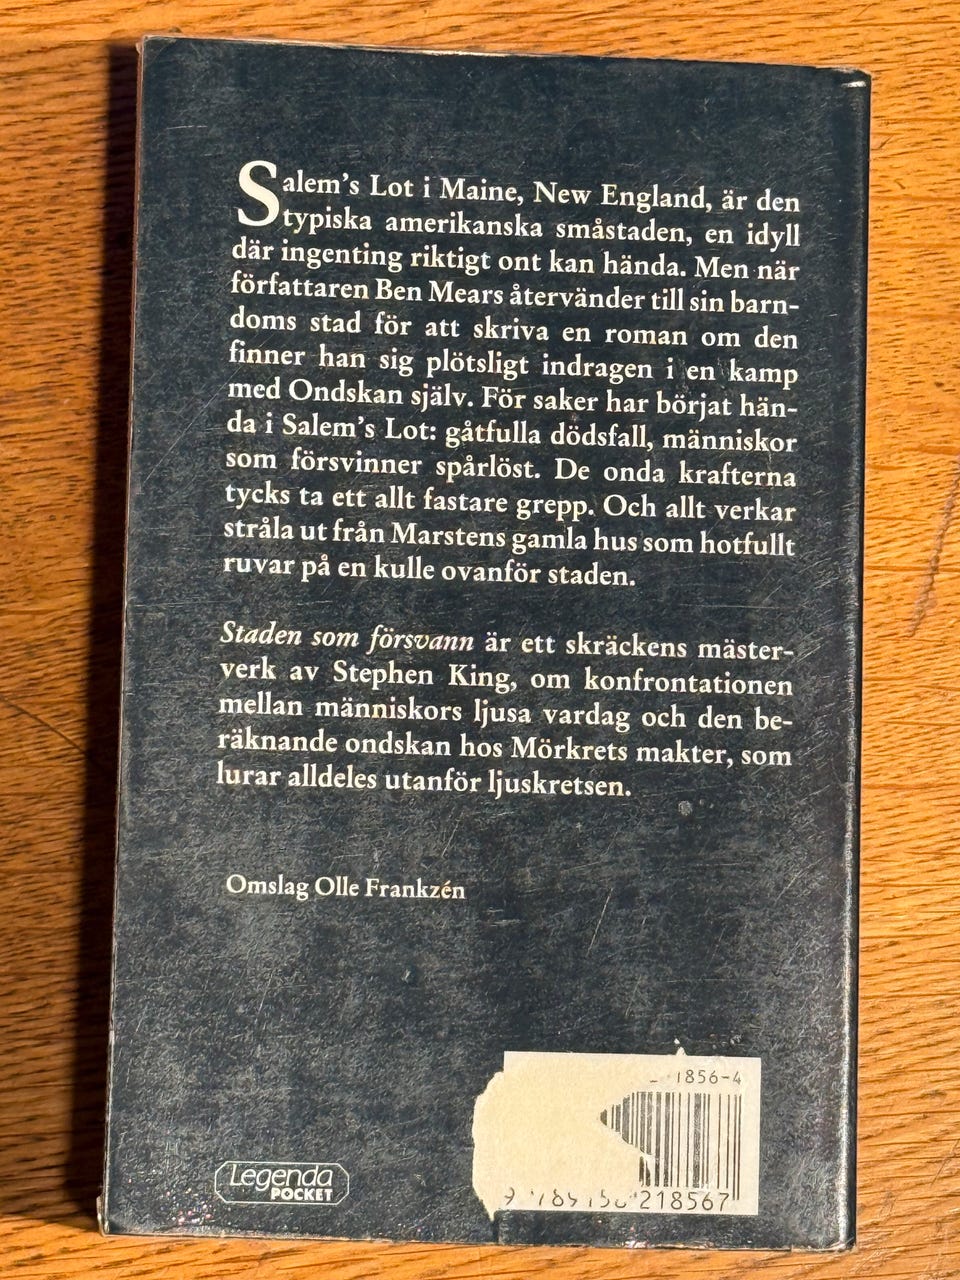 Salem's Lot i Maine, New England, är den
typiska amerikanska småstaden, en idyll
där ingenting riktigt ont kan hända. Men när
författaren Ben Mears återvänder till sin barn-
doms stad för att skriva en roman om den
finner han sig plötsligt indragen i en kamp
med Ondskan själv. För saker har börjat hän-
da i Salem's Lot: gåtfulla dödsfall, människor
som försvinner spårlöst. De onda krafterna
tycks ta ett allt fastare grepp. Och allt verkar
stråla ut från Marstens gamla hus som hotfullt
ruvar på en kulle ovanför staden.
Staden som försvann är ett skräckens mäster-
verk av Stephen King, om konfrontationen
mellan människors ljusa vardag och den be-
räknande ondskan hos Mörkrets makter, som
lurar alldeles utanför ljuskretsen.
Omslag Olle Frankzén
1856-4
218567
Legenda
POCKET